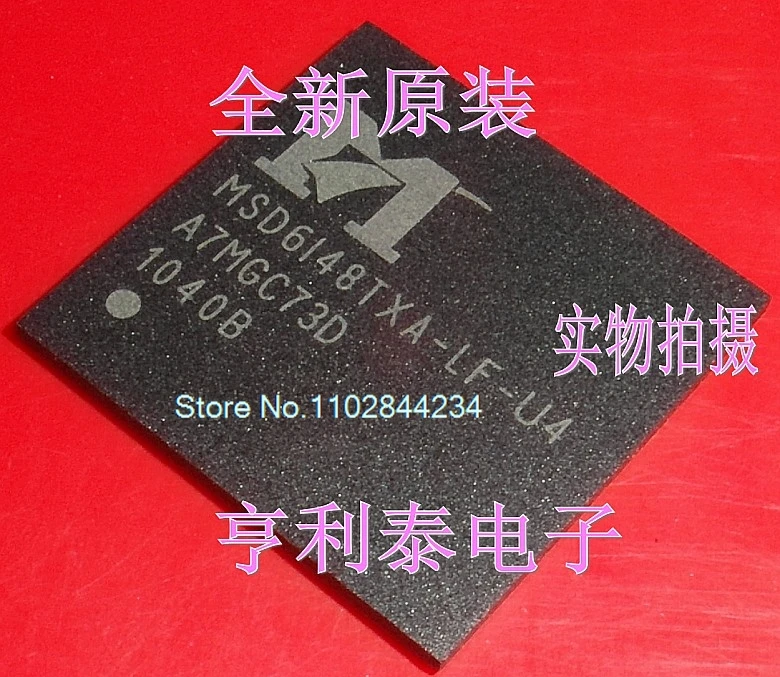 全新原装
MSD6I48TXA-LF-U4
A7MGC73D
1040B
实物拍摄
Store No.1102844234
亨利泰电子